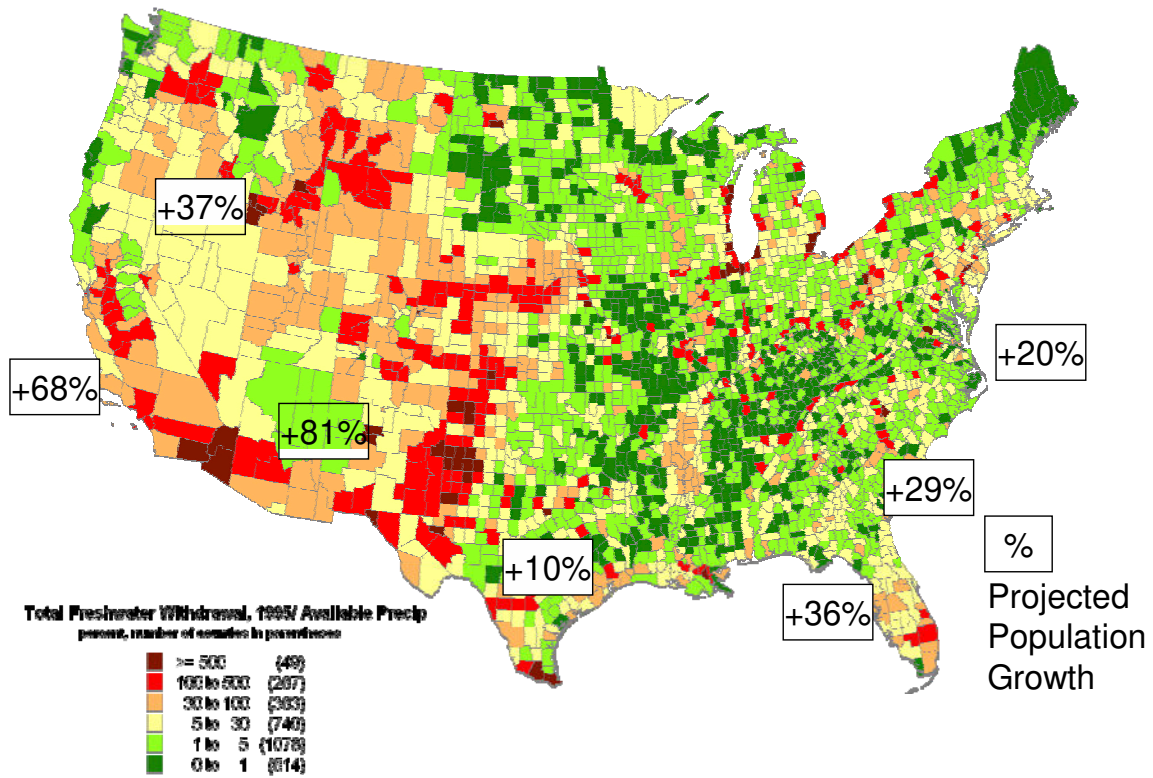 +37%
+20%
+68%
+81%
+29%
%
+10%
+36%
Projected
Population
Growth
Total Freshwater Withdrawal, 1995/ Available Precip
percent, number of counties in parentheses
>= 500 (49)
100 to 500 (267)
30 to 100 (363)
5 to 30 (740)
1 to 5 (1078)
0 to 1 (614)